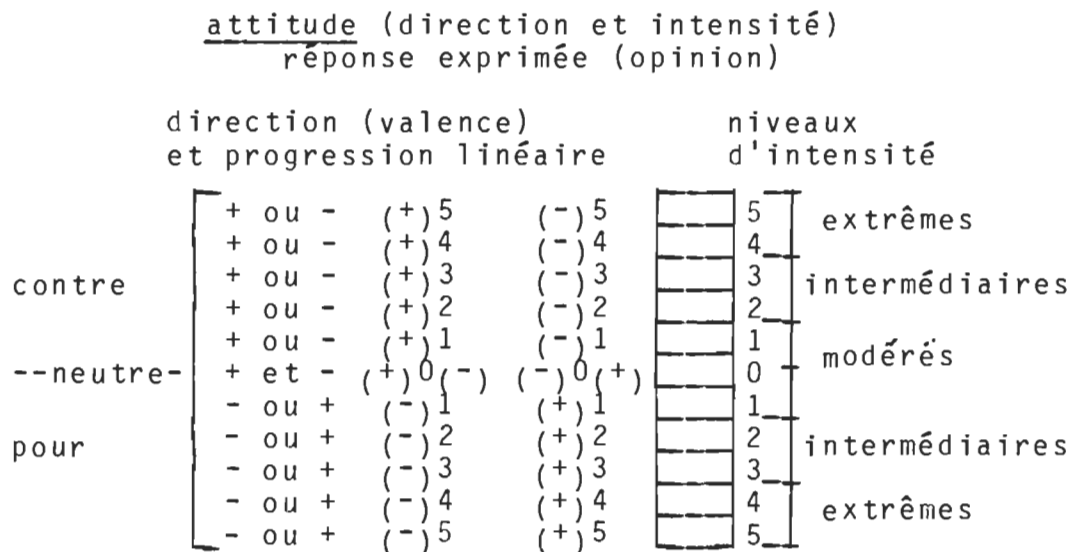 attitude (direction et intensité)
réponse exprimée (opinion)
direction (valence) niveaux
et progression linéaire d'intensité
+ ou - (+)5 (-)5 5 extrêmes
+ ou - (+)4 (-)4 4
contre + ou - (+)3 (-)3 3 intermédiaires
+ ou - (+)2 (-)2 2
+ ou - (+)1 (-)1 1 modérés
--neutre- + et - (+)0(-) (-)0(+) 0
- ou + (-)1 (+)1 1
pour - ou + (-)2 (+)2 2 intermédiaires
- ou + (-)3 (+)3 3
- ou + (-)4 (+)4 4 extrêmes
- ou + (-)5 (+)5 5